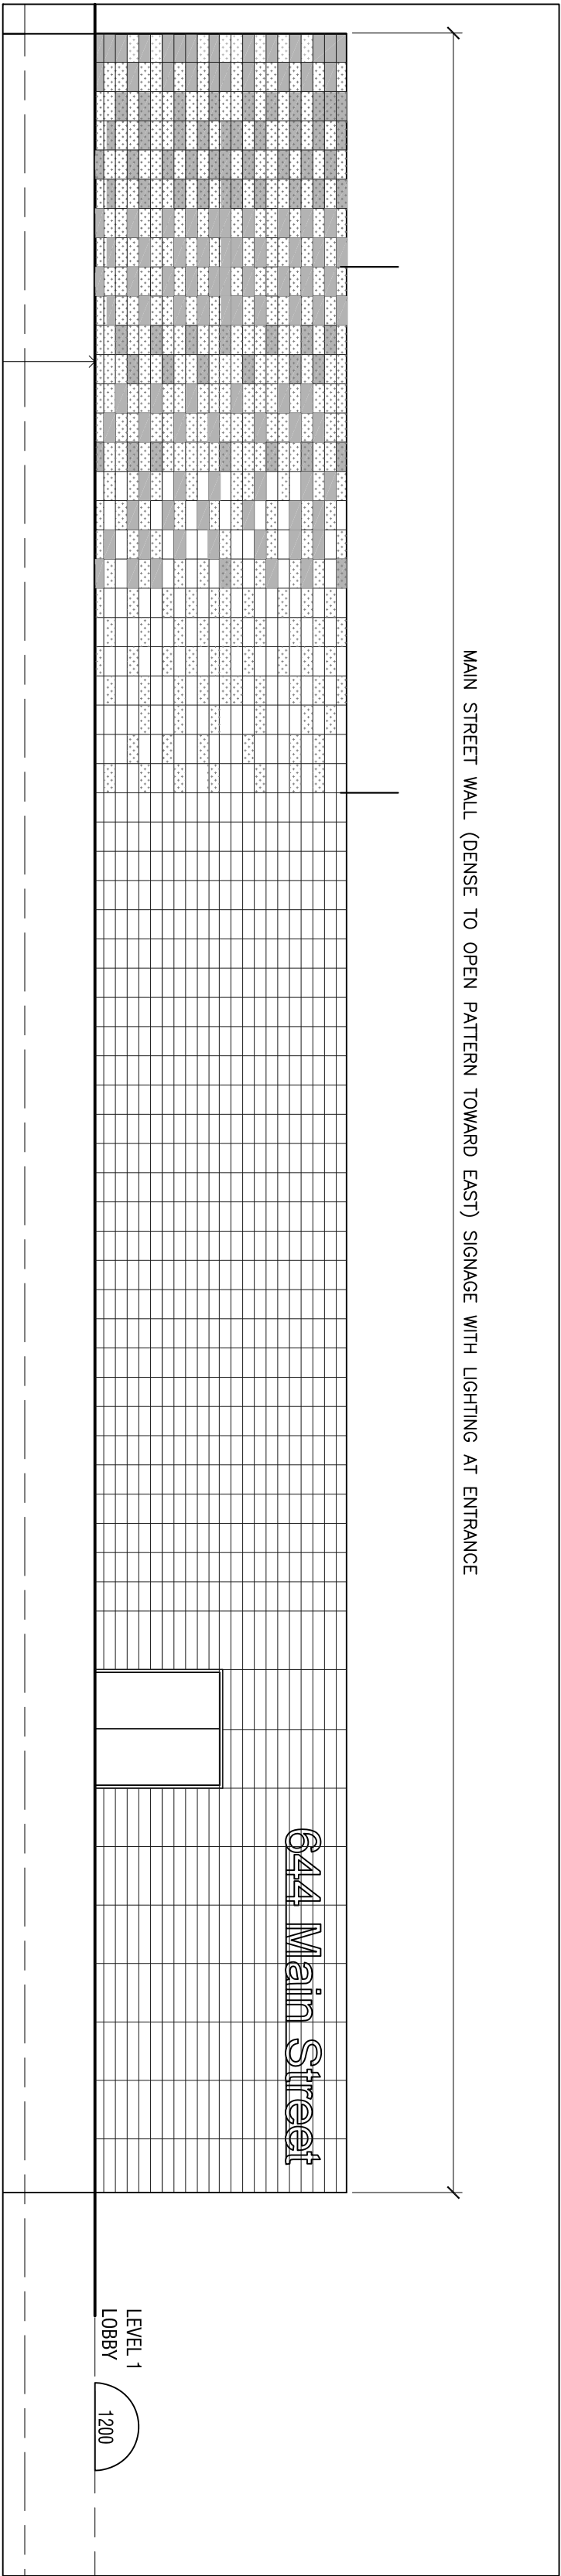 MAIN STREET WALL (DENSE TO OPEN PATTERN TOWARD EAST) SIGNAGE WITH LIGHTING AT ENTRANCE
644 Main Street
LEVEL 1
LOBBY
1200